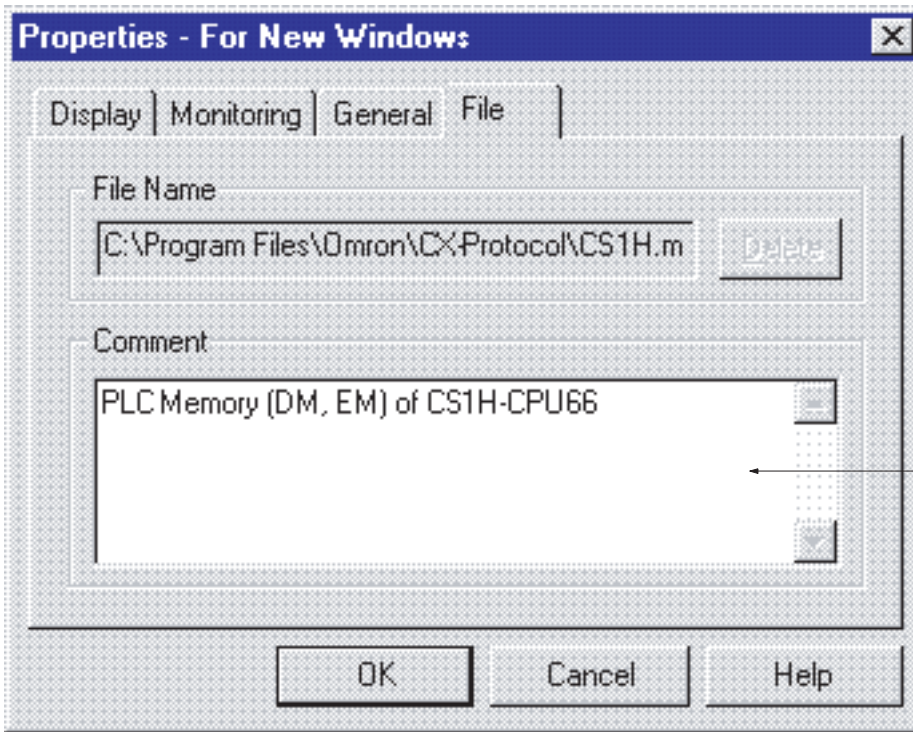 Properties - For New Windows
Display Monitoring General File
File Name
C:\Program Files\Omron\CX-Protocol\CS1H.m
Delete
Comment
PLC Memory (DM, EM) of CS1H-CPU66
OK Cancel Help